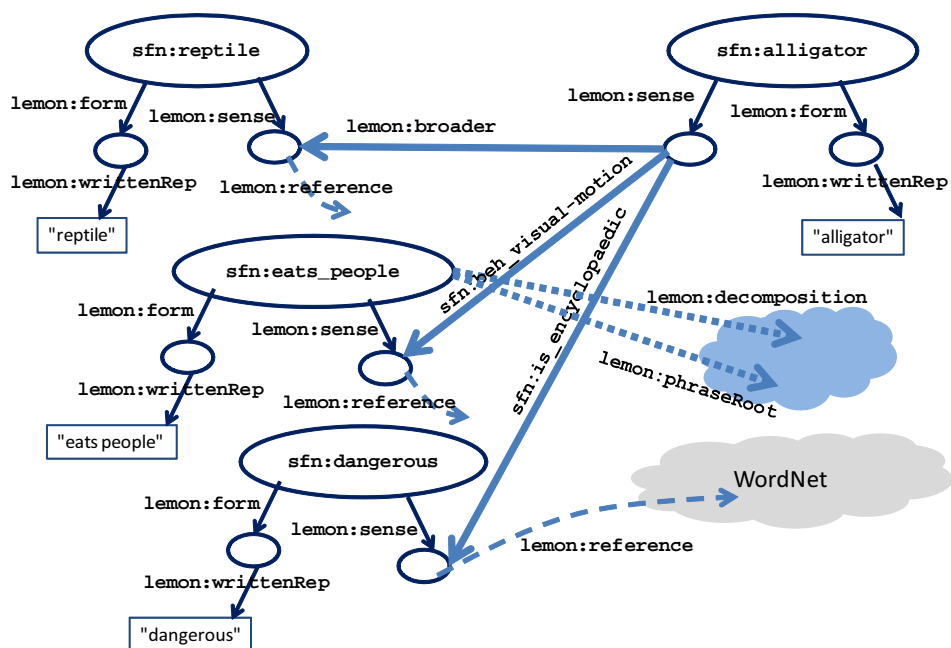 sfn:reptile
sfn:alligator
lemon:form
lemon:sense
lemon:broader
lemon:sense
lemon:form
lemon:writtenRep
lemon:reference
lemon:writtenRep
"reptile"
"alligator"
sfn:beh_visual-motion
sfn:is_encyclopaedic
sfn:eats_people
lemon:form
lemon:sense
lemon:decomposition
lemon:phraseRoot
lemon:writtenRep
lemon:reference
"eats people"
sfn:dangerous
WordNet
lemon:form
lemon:sense
lemon:reference
lemon:writtenRep
"dangerous"